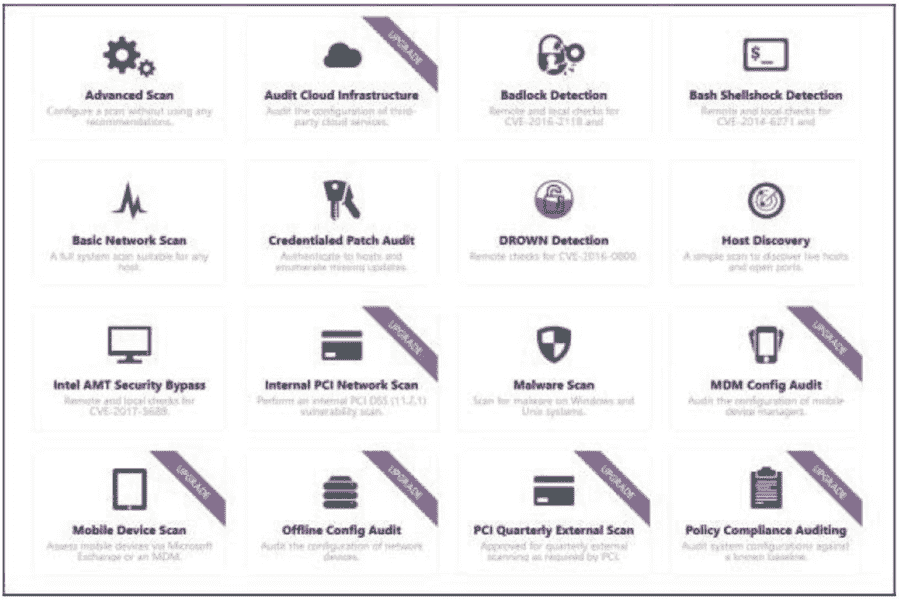 UPGRADE
Advanced Scan
Configure a scan without using any
recommendations.
Audit Cloud Infrastructure
Audit the configuration of third-
party cloud services.
Badlock Detection
Remote and local checks for
CVE-2016-2118 and
Bash Shellshock Detection
Remote and local checks for
CVE-2014-6271 and
Basic Network Scan
A full system scan suitable for any
host.
Credentialed Patch Audit
Authenticate to hosts and
enumerate missing updates.
DROWN Detection
Remote checks for CVE-2016-0800.
Host Discovery
A simple scan to discover live hosts
and open ports.
$_
UPGRADE
UPGRADE
Intel AMT Security Bypass
Remote and local checks for
CVE-2017-5689.
Internal PCI Network Scan
Perform an internal PCI DSS (11.2.1)
vulnerability scan.
Malware Scan
Scan for malware on Windows and
Unix systems.
MDM Config Audit
Audit the configuration of mobile
device managers.
UPGRADE
UPGRADE
UPGRADE
UPGRADE
Mobile Device Scan
Assess mobile devices via Microsoft
Exchange or an MDM.
Offline Config Audit
Audit the configuration of network
devices.
PCI Quarterly External Scan
Approved for quarterly external
scanning as required by PCI.
Policy Compliance Auditing
Audit system configurations against
a known baseline.